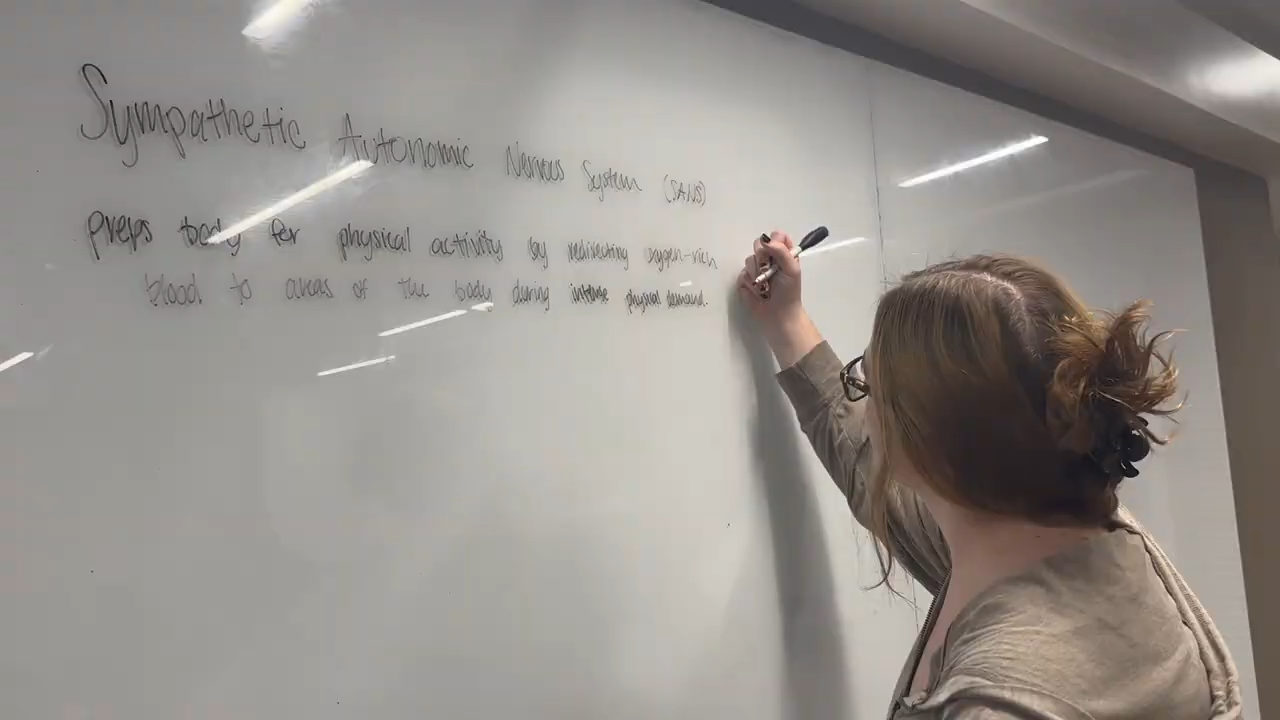 Sympathetic Autonomic Nervous System (SANS)
preps body for physical activity by redirecting oxygen-rich
blood to areas of the body during intense physical demand.